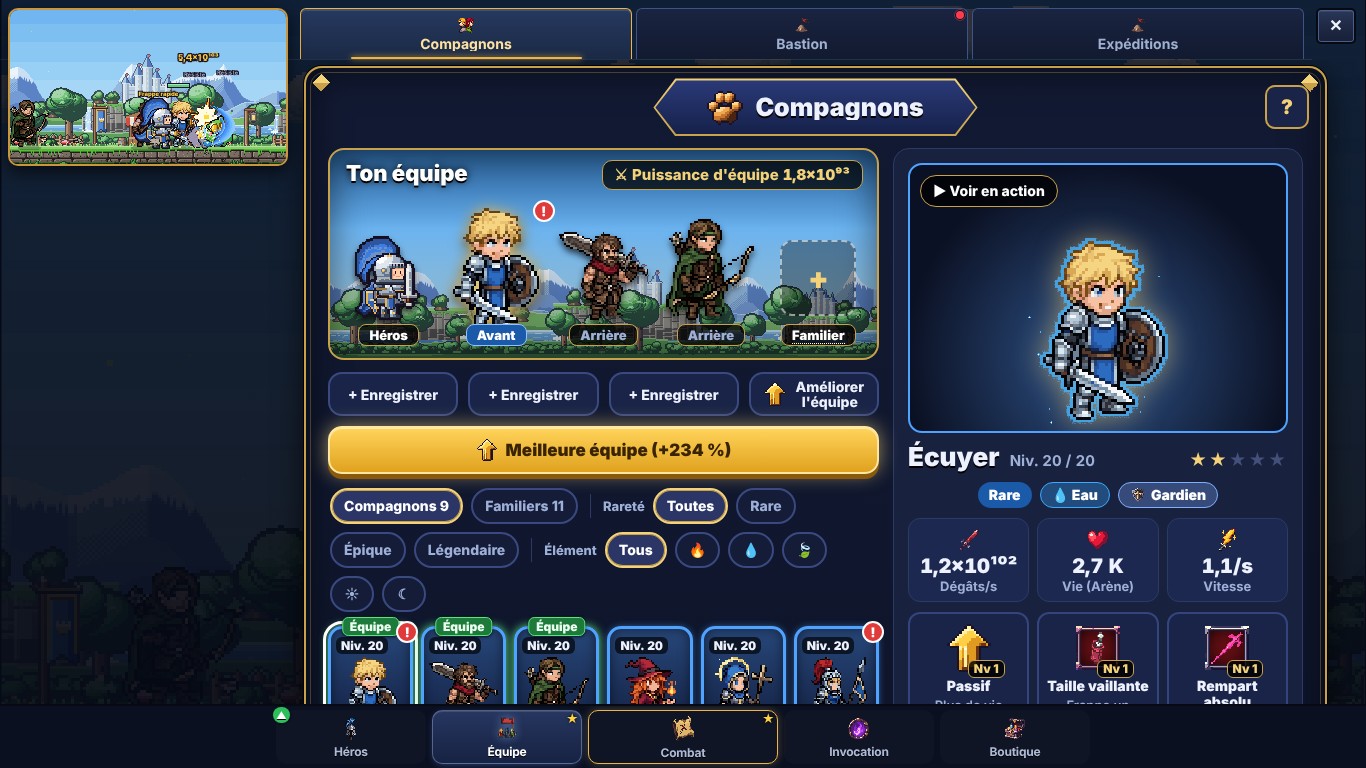 Compagnons
Bastion
Expéditions
×
Frappe rapide
Compagnons
?
Ton équipe
Puissance d'équipe 1,8×10⁹³
!
Héros
Avant
Arrière
Arrière
Familier
+ Enregistrer
+ Enregistrer
+ Enregistrer
Améliorer
l'équipe
Meilleure équipe (+234 %)
Compagnons 9
Familiers 11
Rareté
Toutes
Rare
Épique
Légendaire
Élément
Tous
Équipe
!
Équipe
Équipe
!
Niv. 20
Niv. 20
Niv. 20
Niv. 20
Niv. 20
Niv. 20
▶ Voir en action
Écuyer Niv. 20 / 20
Rare
Eau
Gardien
1,2×10¹⁰²
Dégâts/s
2,7 K
Vie (Arène)
1,1/s
Vitesse
Nv 1
Passif
Nv 1
Taille vaillante
Nv 1
Rempart
absolu
Héros
Équipe
Combat
Invocation
Boutique